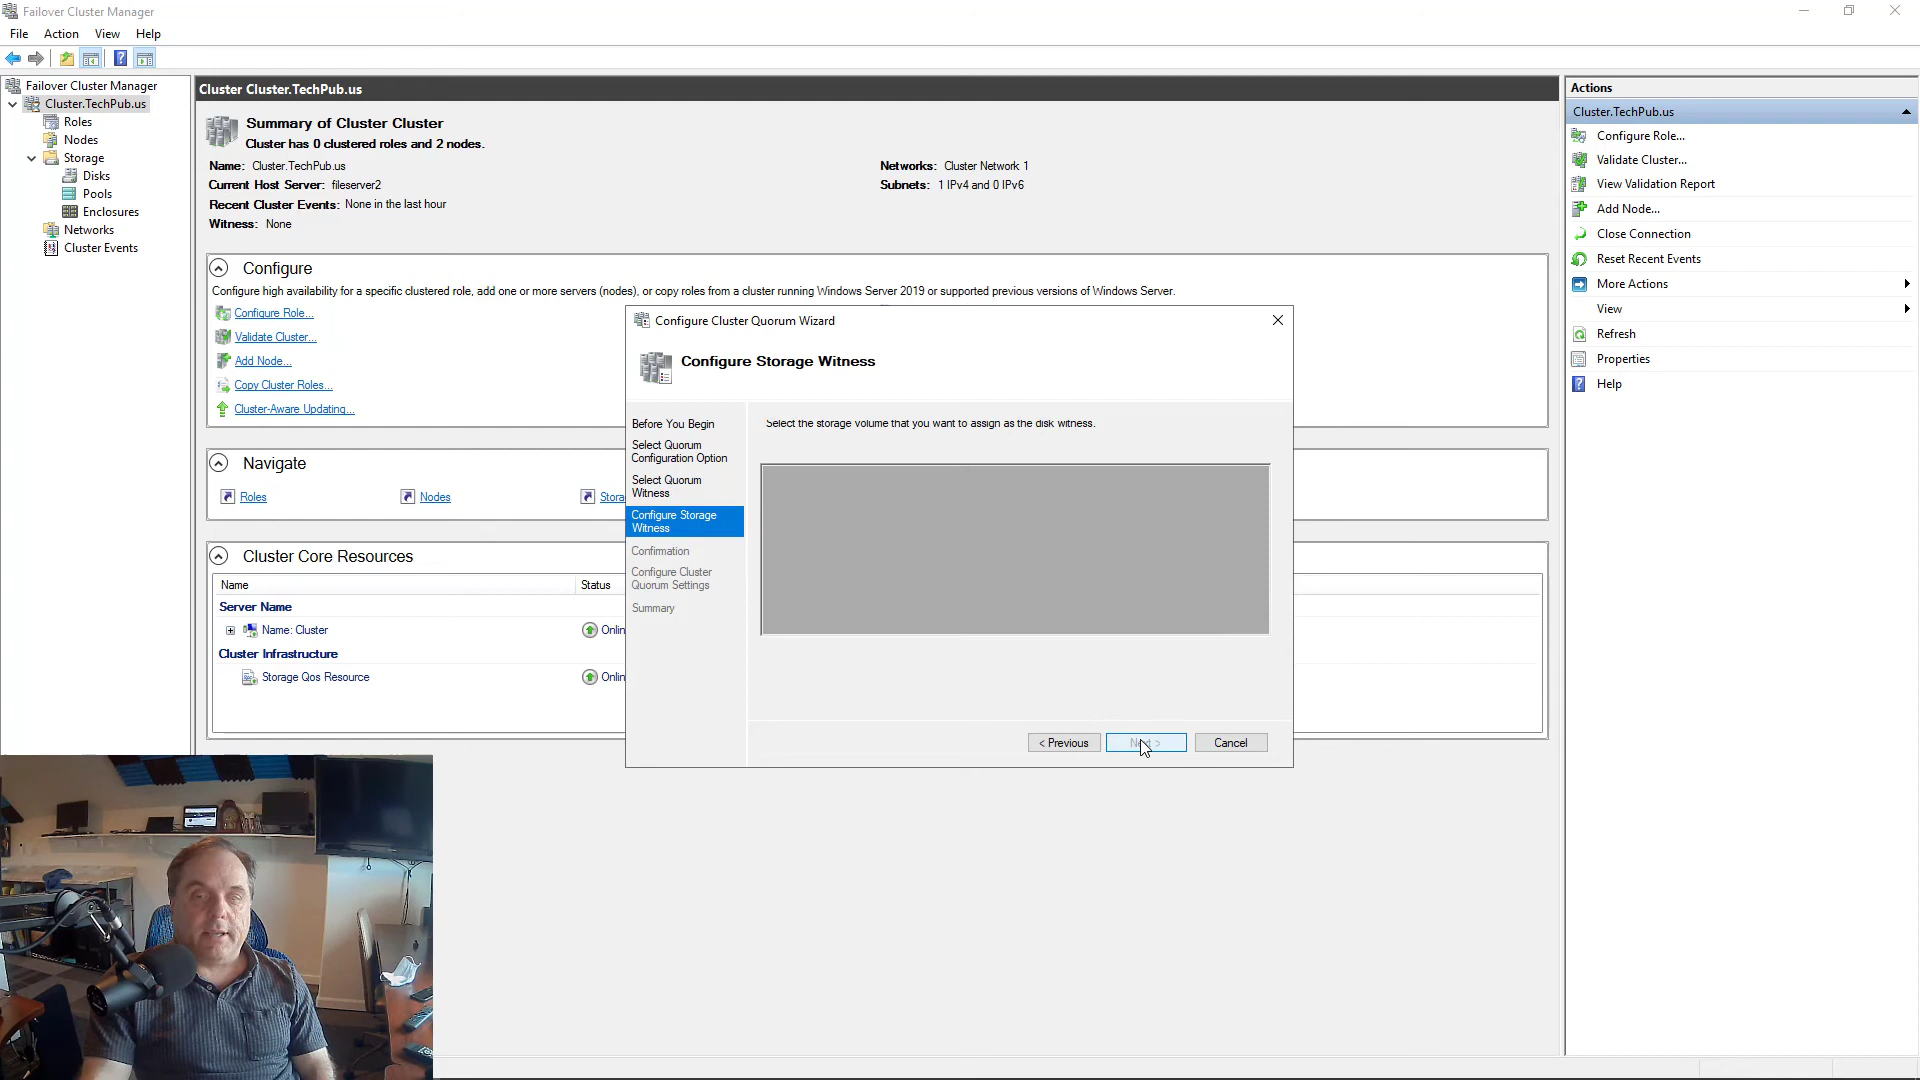 Failover Cluster Manager
File Action View Help
Failover Cluster Manager
Cluster.TechPub.us
Roles
Nodes
Storage
Disks
Pools
Enclosures
Networks
Cluster Events
Cluster Cluster.TechPub.us
Summary of Cluster Cluster
Cluster has 0 clustered roles and 2 nodes.
Name: Cluster.TechPub.us
Networks: Cluster Network 1
Current Host Server: fileserver2
Subnets: 1 IPv4 and 0 IPv6
Recent Cluster Events: None in the last hour
Witness: None
Configure
Configure high availability for a specific clustered role, add one or more servers (nodes), or copy roles from a cluster running Windows Server 2019 or supported previous versions of Windows Server.
Configure Role...
Validate Cluster...
Add Node...
Copy Cluster Roles...
Cluster-Aware Updating...
Navigate
Roles
Nodes
Stora
Cluster Core Resources
Name
Status
Server Name
Name: Cluster
Onlin
Cluster Infrastructure
Storage Qos Resource
Onlin
Configure Cluster Quorum Wizard
Configure Storage Witness
Before You Begin
Select Quorum
Configuration Option
Select Quorum
Witness
Configure Storage
Witness
Confirmation
Configure Cluster
Quorum Settings
Summary
Select the storage volume that you want to assign as the disk witness.
< Previous
Next >
Cancel
Actions
Cluster.TechPub.us
Configure Role...
Validate Cluster...
View Validation Report
Add Node...
Close Connection
Reset Recent Events
More Actions
View
Refresh
Properties
Help